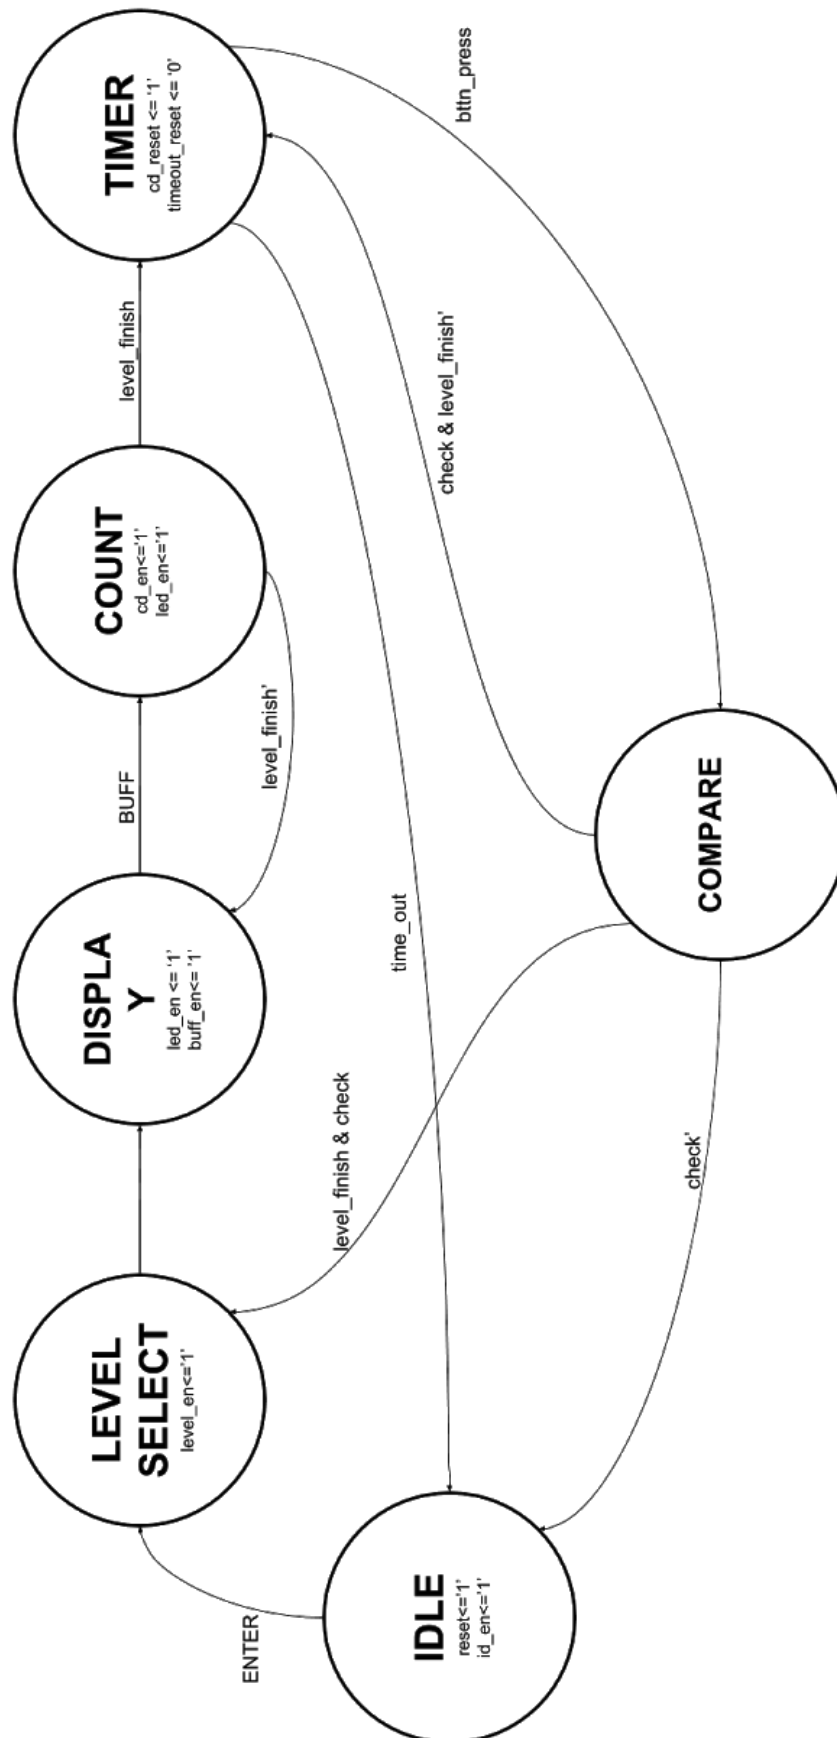 LEVEL
SELECT
level_en<='1'
DISPLA
Y
led_en <= '1'
buff_en<= '1'
BUFF
COUNT
cd_en<='1'
led_en<='1'
level_finish
TIMER
cd_reset <= '1'
timeout_reset <= '0'
level_finish'
ENTER
level_finish & check
time_out
check & level_finish'
bttn_press
IDLE
reset<='1'
id_en<='1'
check'
COMPARE